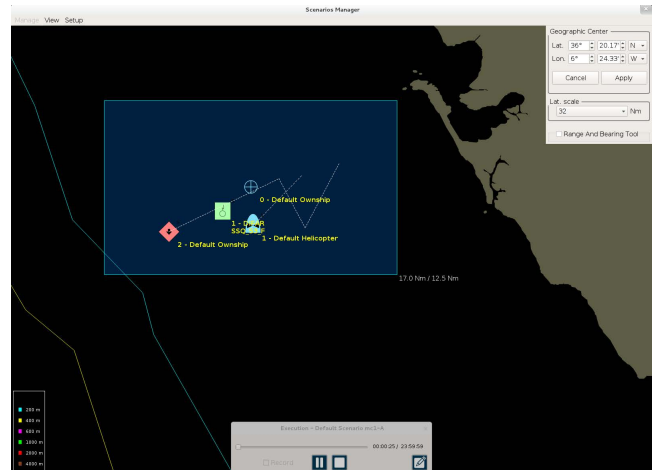 Scenarios Manager
Manage View Setup
Geographic Center
Lat. 36° 20.17' N
Lon. 6° 24.33' W
Cancel Apply
Lat. scale
32 Nm
Range And Bearing Tool
0 - Default Ownship
1 -
2 - Default Ownship
1 - Default Helicopter
17.0 Nm / 12.5 Nm
200 m
400 m
600 m
1000 m
2000 m
4000 m
Execution - Default Scenario
00:00:25 / 23:59:59
Record